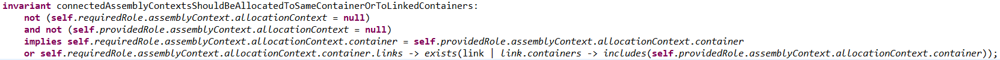 invariant connectedAssemblyContextsShouldBeAllocatedToSameContainerOrToLinkedContainers:
not (self.requiredRole.assemblyContext.allocationContext = null)
and not (self.providedRole.assemblyContext.allocationContext = null)
implies self.requiredRole.assemblyContext.allocationContext.container = self.providedRole.assemblyContext.allocationContext.container
or self.requiredRole.assemblyContext.allocationContext.container.links -> exists(link | link.containers -> includes(self.providedRole.assemblyContext.allocationContext.container));